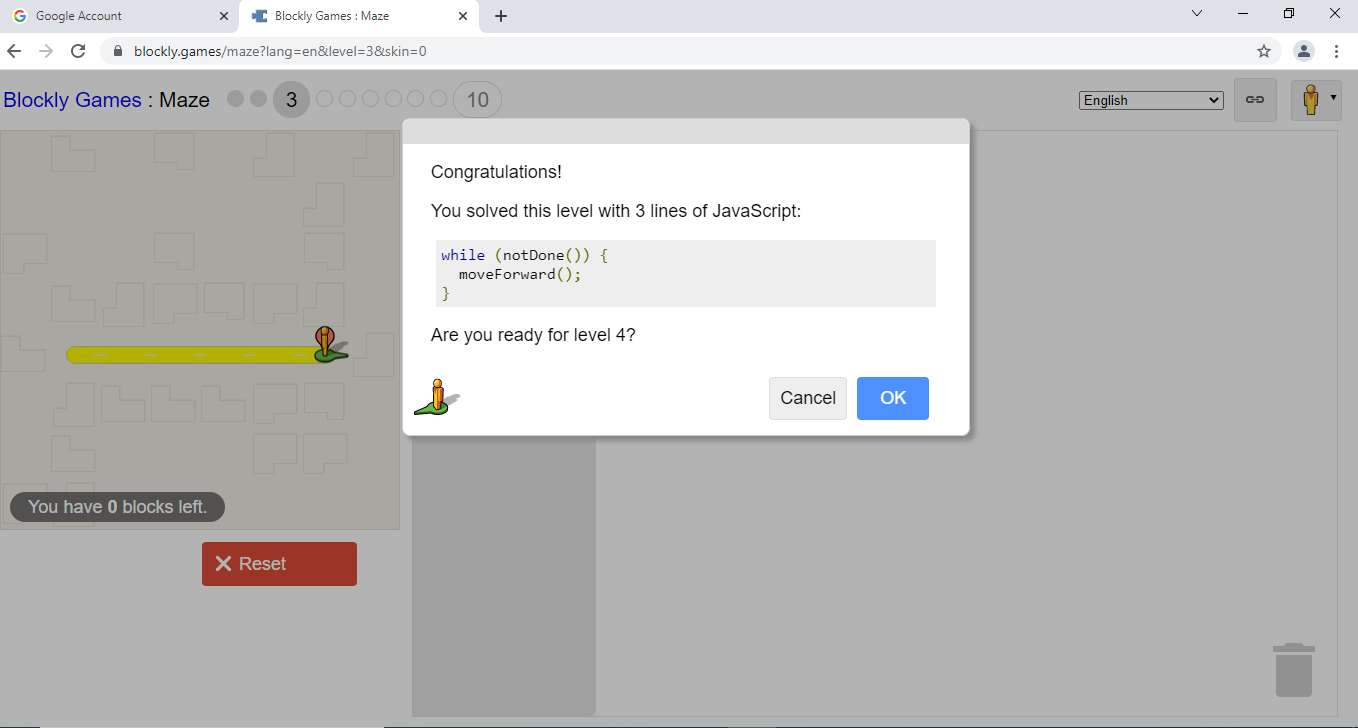 Google Account
Blockly Games : Maze
blockly.games/maze?lang=en&level=3&skin=0
Blockly Games : Maze 3 10
English
Congratulations!
You solved this level with 3 lines of JavaScript:
while (notDone()) {
  moveForward();
}
Are you ready for level 4?
Cancel
OK
You have 0 blocks left.
Reset